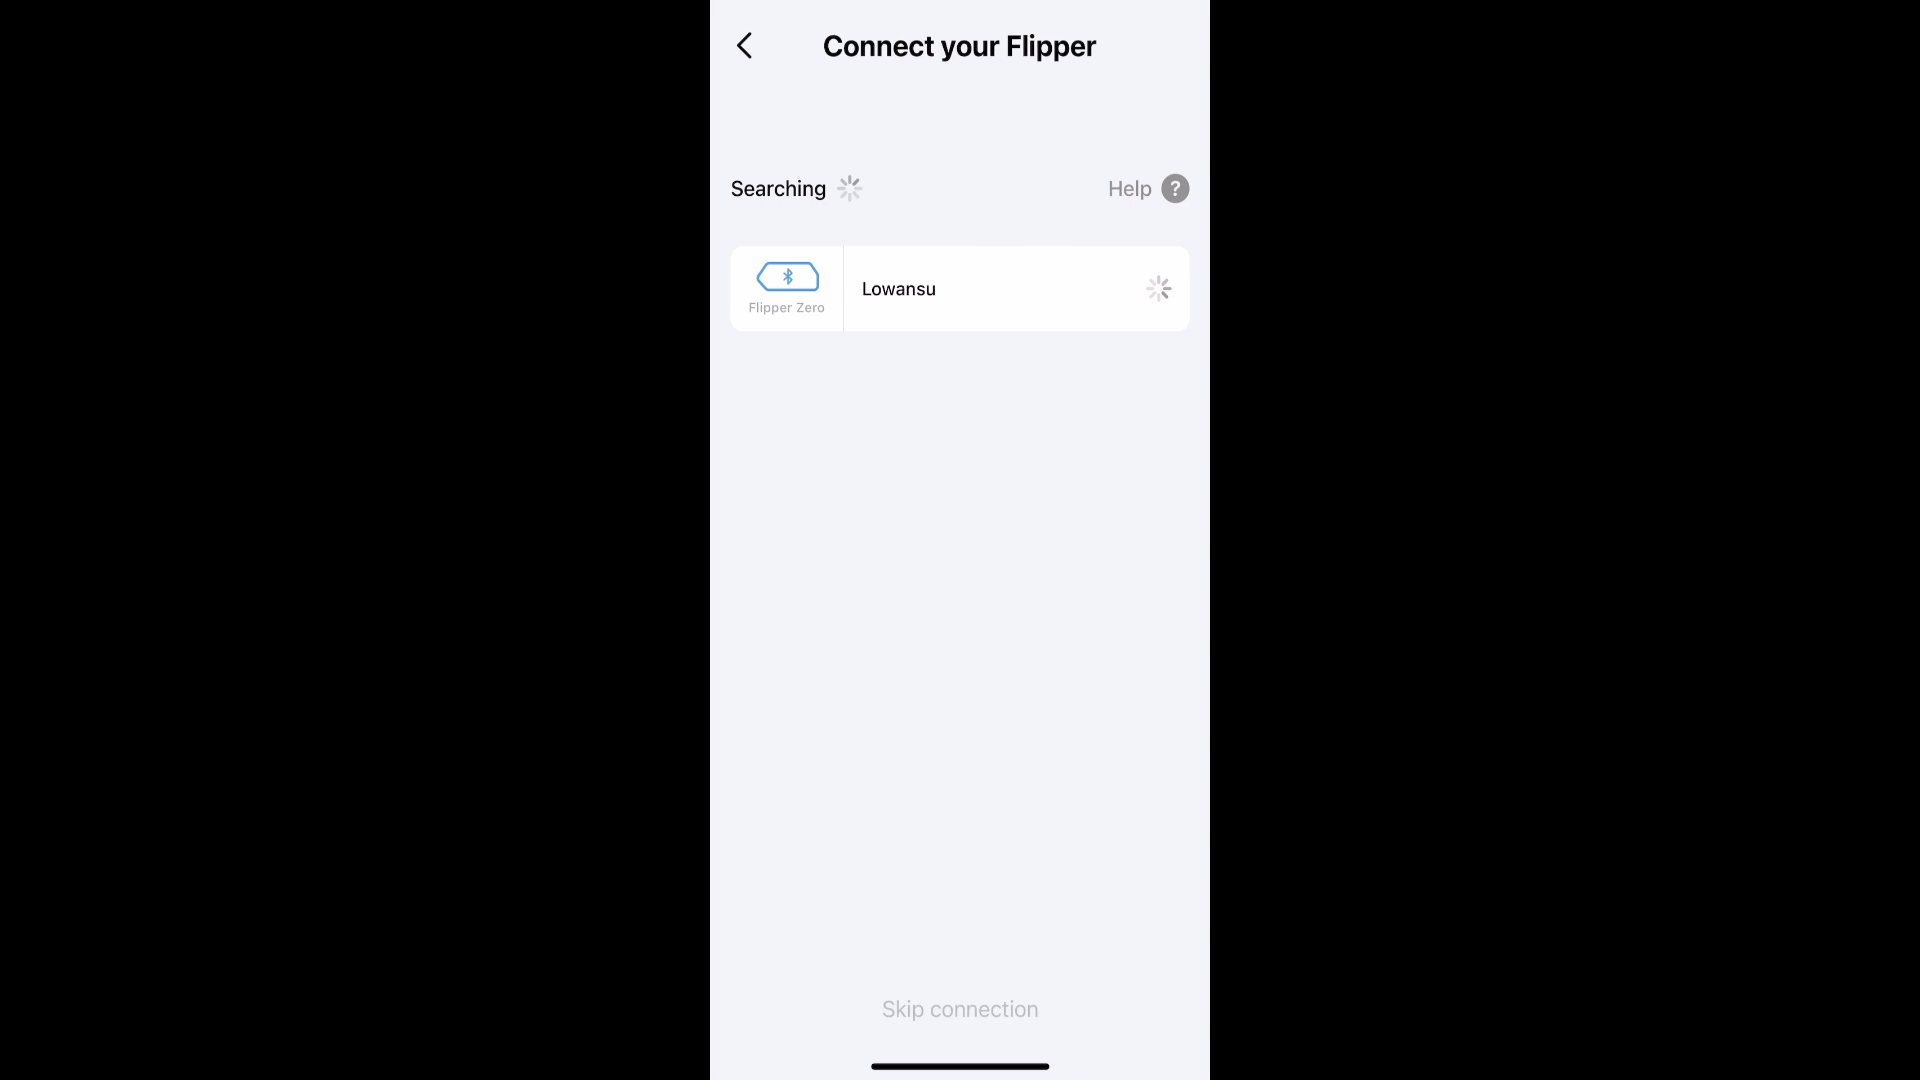 Connect your Flipper
Searching
Help ?
Flipper Zero
Lowansu
Skip connection